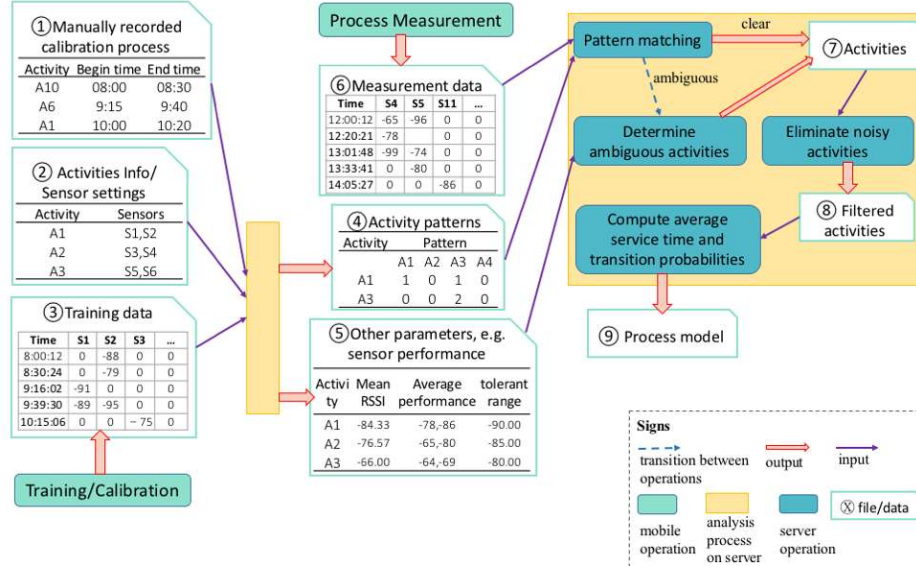 ① Manually recorded
calibration process
Activity Begin time End time
A10 08:00 08:30
A6 9:15 9:40
A1 10:00 10:20
② Activities Info/
Sensor settings
Activity Sensors
A1 S1,S2
A2 S3,S4
A3 S5,S6
③ Training data
Time S1 S2 S3 ...
8:00:12 0 -88 0 0
8:30:24 0 -79 0 0
9:16:02 -91 0 0 0
9:39:30 -89 -95 0 0
10:15:06 0 0 -75 0
Training/Calibration
Process Measurement
⑥ Measurement data
Time S4 S5 S11 ...
12:00:12 -65 -96 0 0
12:20:21 -78 0 0
13:01:48 -99 -74 0 0
13:33:41 0 -80 0 0
14:05:27 0 0 -86 0
④ Activity patterns
Activity Pattern
A1 A2 A3 A4
A1 1 0 1 0
A3 0 0 2 0
⑤ Other parameters, e.g.
sensor performance
Activi Mean Average tolerant
ty RSSI performance range
A1 -84.33 -78,-86 -90.00
A2 -76.57 -65,-80 -85.00
A3 -66.00 -64,-69 -80.00
Pattern matching
clear
⑦ Activities
ambiguous
Determine
ambiguous activities
Eliminate noisy
activities
Compute average
service time and
transition probabilities
⑧ Filtered
activities
⑨ Process model
Signs
transition between
operations
output
input
mobile
operation
analysis
process
on server
server
operation
Ⓧ file/data